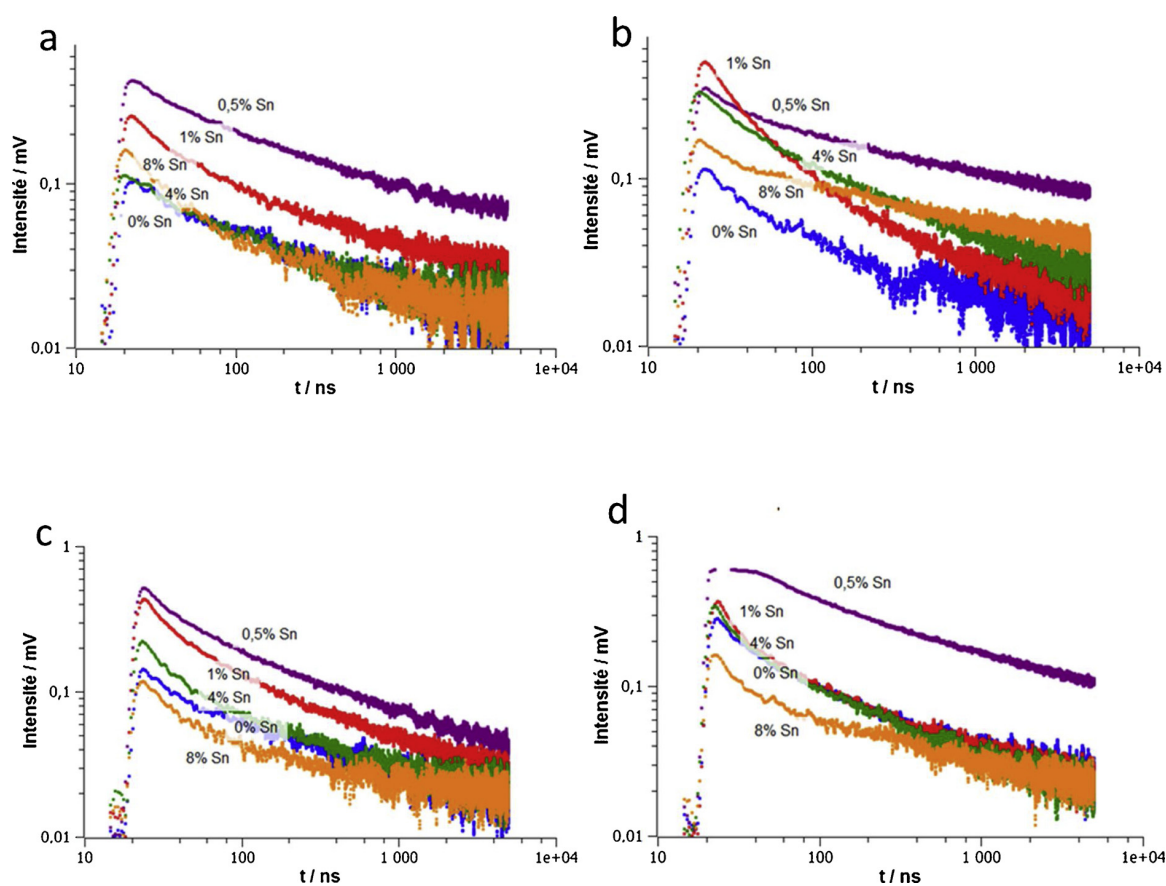 a
Intensité / mV
0,1
0.01
0,5% Sn
1% Sn
8% Sn
4% Sn
0% Sn
10
100
1 000
1e+04
t / ns
b
Intensité / mV
0,1
0.01
1% Sn
0,5% Sn
4% Sn
8% Sn
0% Sn
10
100
1 000
1e+04
t / ns
c
Intensité / mV
1
0,1
0.01
0,5% Sn
1% Sn
4% Sn
0% Sn
8% Sn
10
100
1 000
1e+04
t / ns
d
Intensité / mV
1
0,1
0.01
0,5% Sn
1% Sn
4% Sn
0% Sn
8% Sn
10
100
1 000
1e+04
t / ns